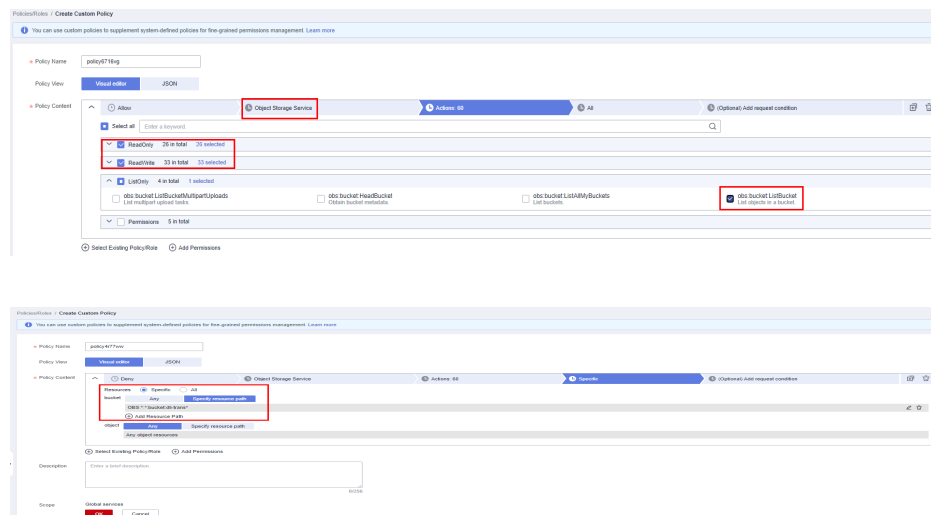 Policies/Roles / Create Custom Policy
You can use custom policies to supplement system-defined policies for fine-grained permissions management. Learn more
* Policy Name policy6716vg
Policy View Visual editor JSON
* Policy Content Allow Object Storage Service Actions: 60 All (Optional) Add request condition
Select all Enter a keyword.
ReadOnly 26 in total 26 selected
ReadWrite 33 in total 33 selected
ListOnly 4 in total 1 selected
obs:bucket:ListBucketMultipartUploads obs:bucket:HeadBucket obs:bucket:ListAllMyBuckets obs:bucket:ListBucket
List multipart upload tasks Obtain bucket metadata List buckets List objects in a bucket
Permissions 5 in total
Select Existing Policy/Role Add Permissions
Policies/Roles / Create Custom Policy
You can use custom policies to supplement system-defined policies for fine-grained permissions management. Learn more
* Policy Name
Policy View Visual editor JSON
* Policy Content Deny Object Storage Service Actions: 60 Specific (Optional) Add request condition
Resources Specific All
bucket Any Specify resource path
OBS:*:*:bucket:dli-trans*
Add Resource Path
object Any Specify resource path
Any object resources
Select Existing Policy/Role Add Permissions
Description Enter a brief description.
0/256
Scope Global services
OK Cancel